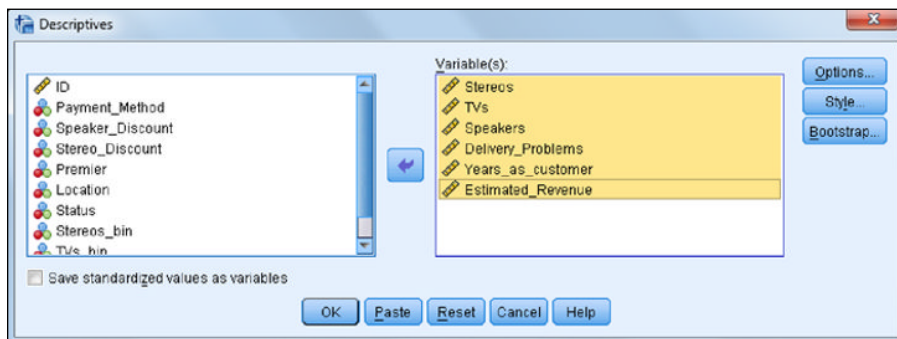 Descriptives
ID
Payment_Method
Speaker_Discount
Stereo_Discount
Premier
Location
Status
Stereos_bin
TVs_bin
Variable(s):
Stereos
TVs
Speakers
Delivery_Problems
Years_as_customer
Estimated_Revenue
Options...
Style...
Bootstrap...
Save standardized values as variables
OK
Paste
Reset
Cancel
Help